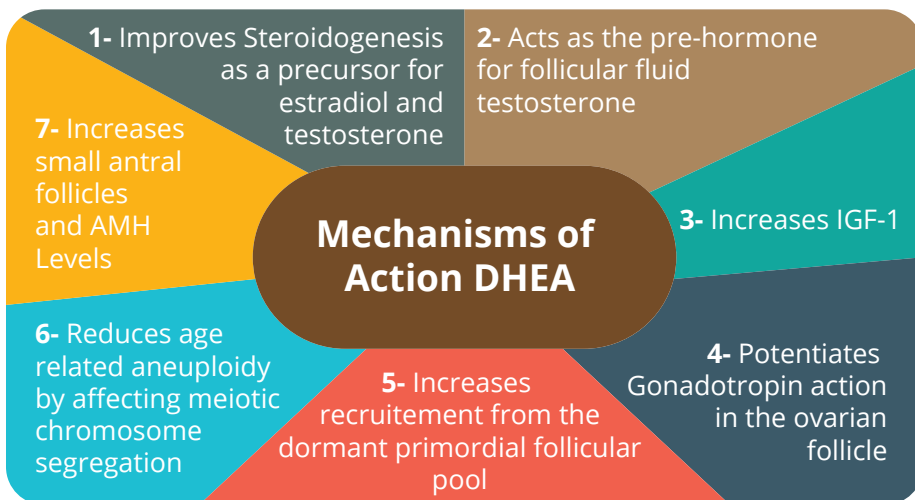 Mechanisms of
Action DHEA
1- Improves Steroidogenesis
as a precursor for
estradiol and
testosterone
2- Acts as the pre-hormone
for follicular fluid
testosterone
3- Increases IGF-1
4- Potentiates
Gonadotropin action
in the ovarian
follicle
5- Increases
recruitement from the
dormant primordial follicular
pool
6- Reduces age
related aneuploidy
by affecting meiotic
chromosome
segregation
7- Increases
small antral
follicles
and AMH
Levels